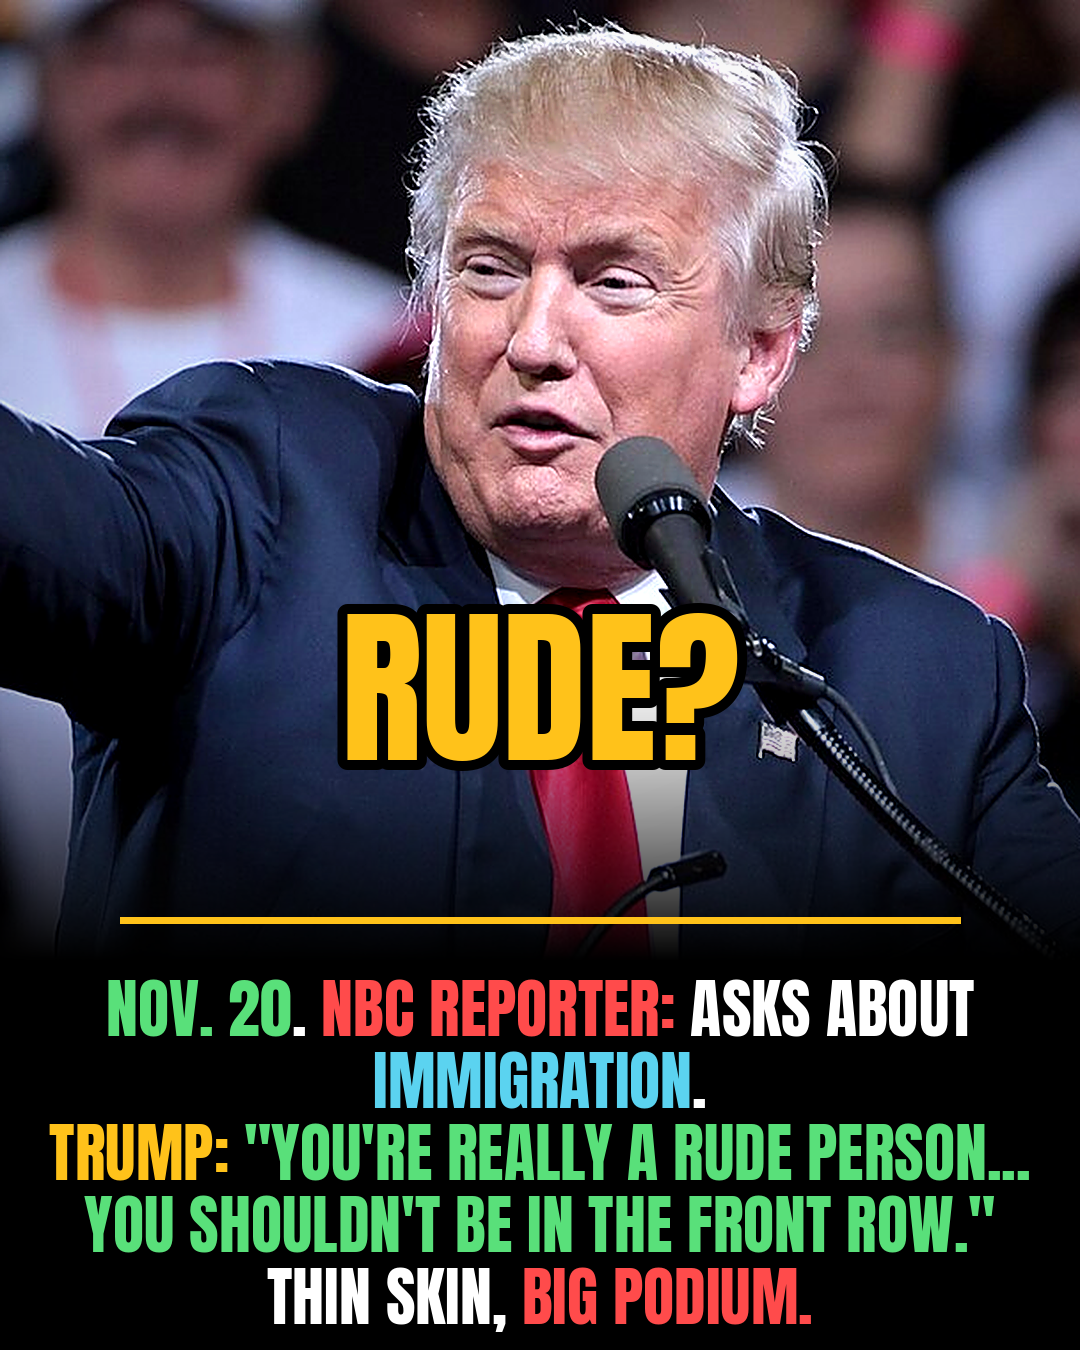 RUDE?
NOV. 20. NBC REPORTER: ASKS ABOUT
IMMIGRATION.
TRUMP: "YOU'RE REALLY A RUDE PERSON...
YOU SHOULDN'T BE IN THE FRONT ROW."
THIN SKIN, BIG PODIUM.